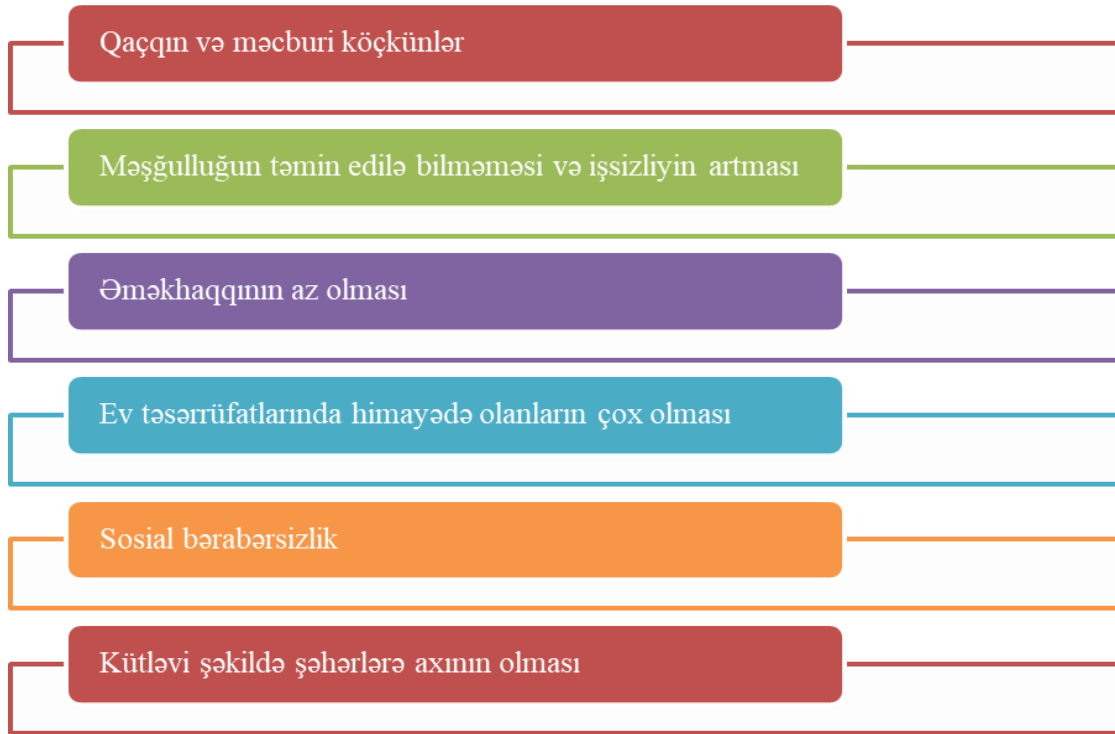 Qaçqın və məcburi köçkünlər
Məşğulluğun təmin edilə bilməməsi və işsizliyin artması
Əməkhaqqının az olması
Ev təsərrüfatlarında himayədə olanların çox olması
Sosial bərabərsizlik
Kütləvi şəkildə şəhərlərə axının olması